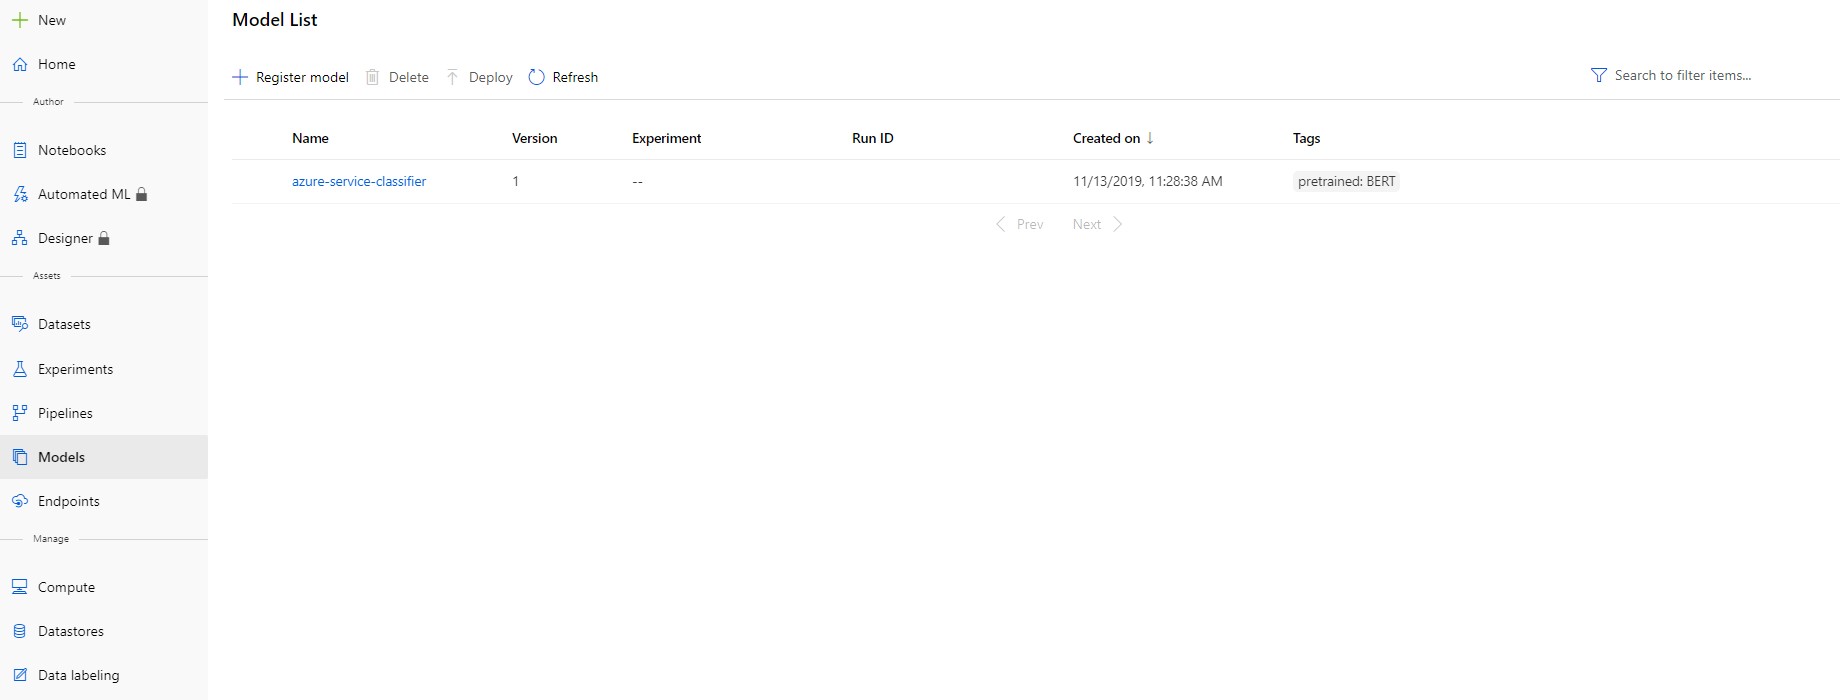 New
Home
Author
Notebooks
Automated ML
Designer
Assets
Datasets
Experiments
Pipelines
Models
Endpoints
Manage
Compute
Datastores
Data labeling
Model List
Register model Delete Deploy Refresh Search to filter items...
Name Version Experiment Run ID Created on ↓ Tags
azure-service-classifier 1 -- 11/13/2019, 11:28:38 AM pretrained: BERT
Prev Next